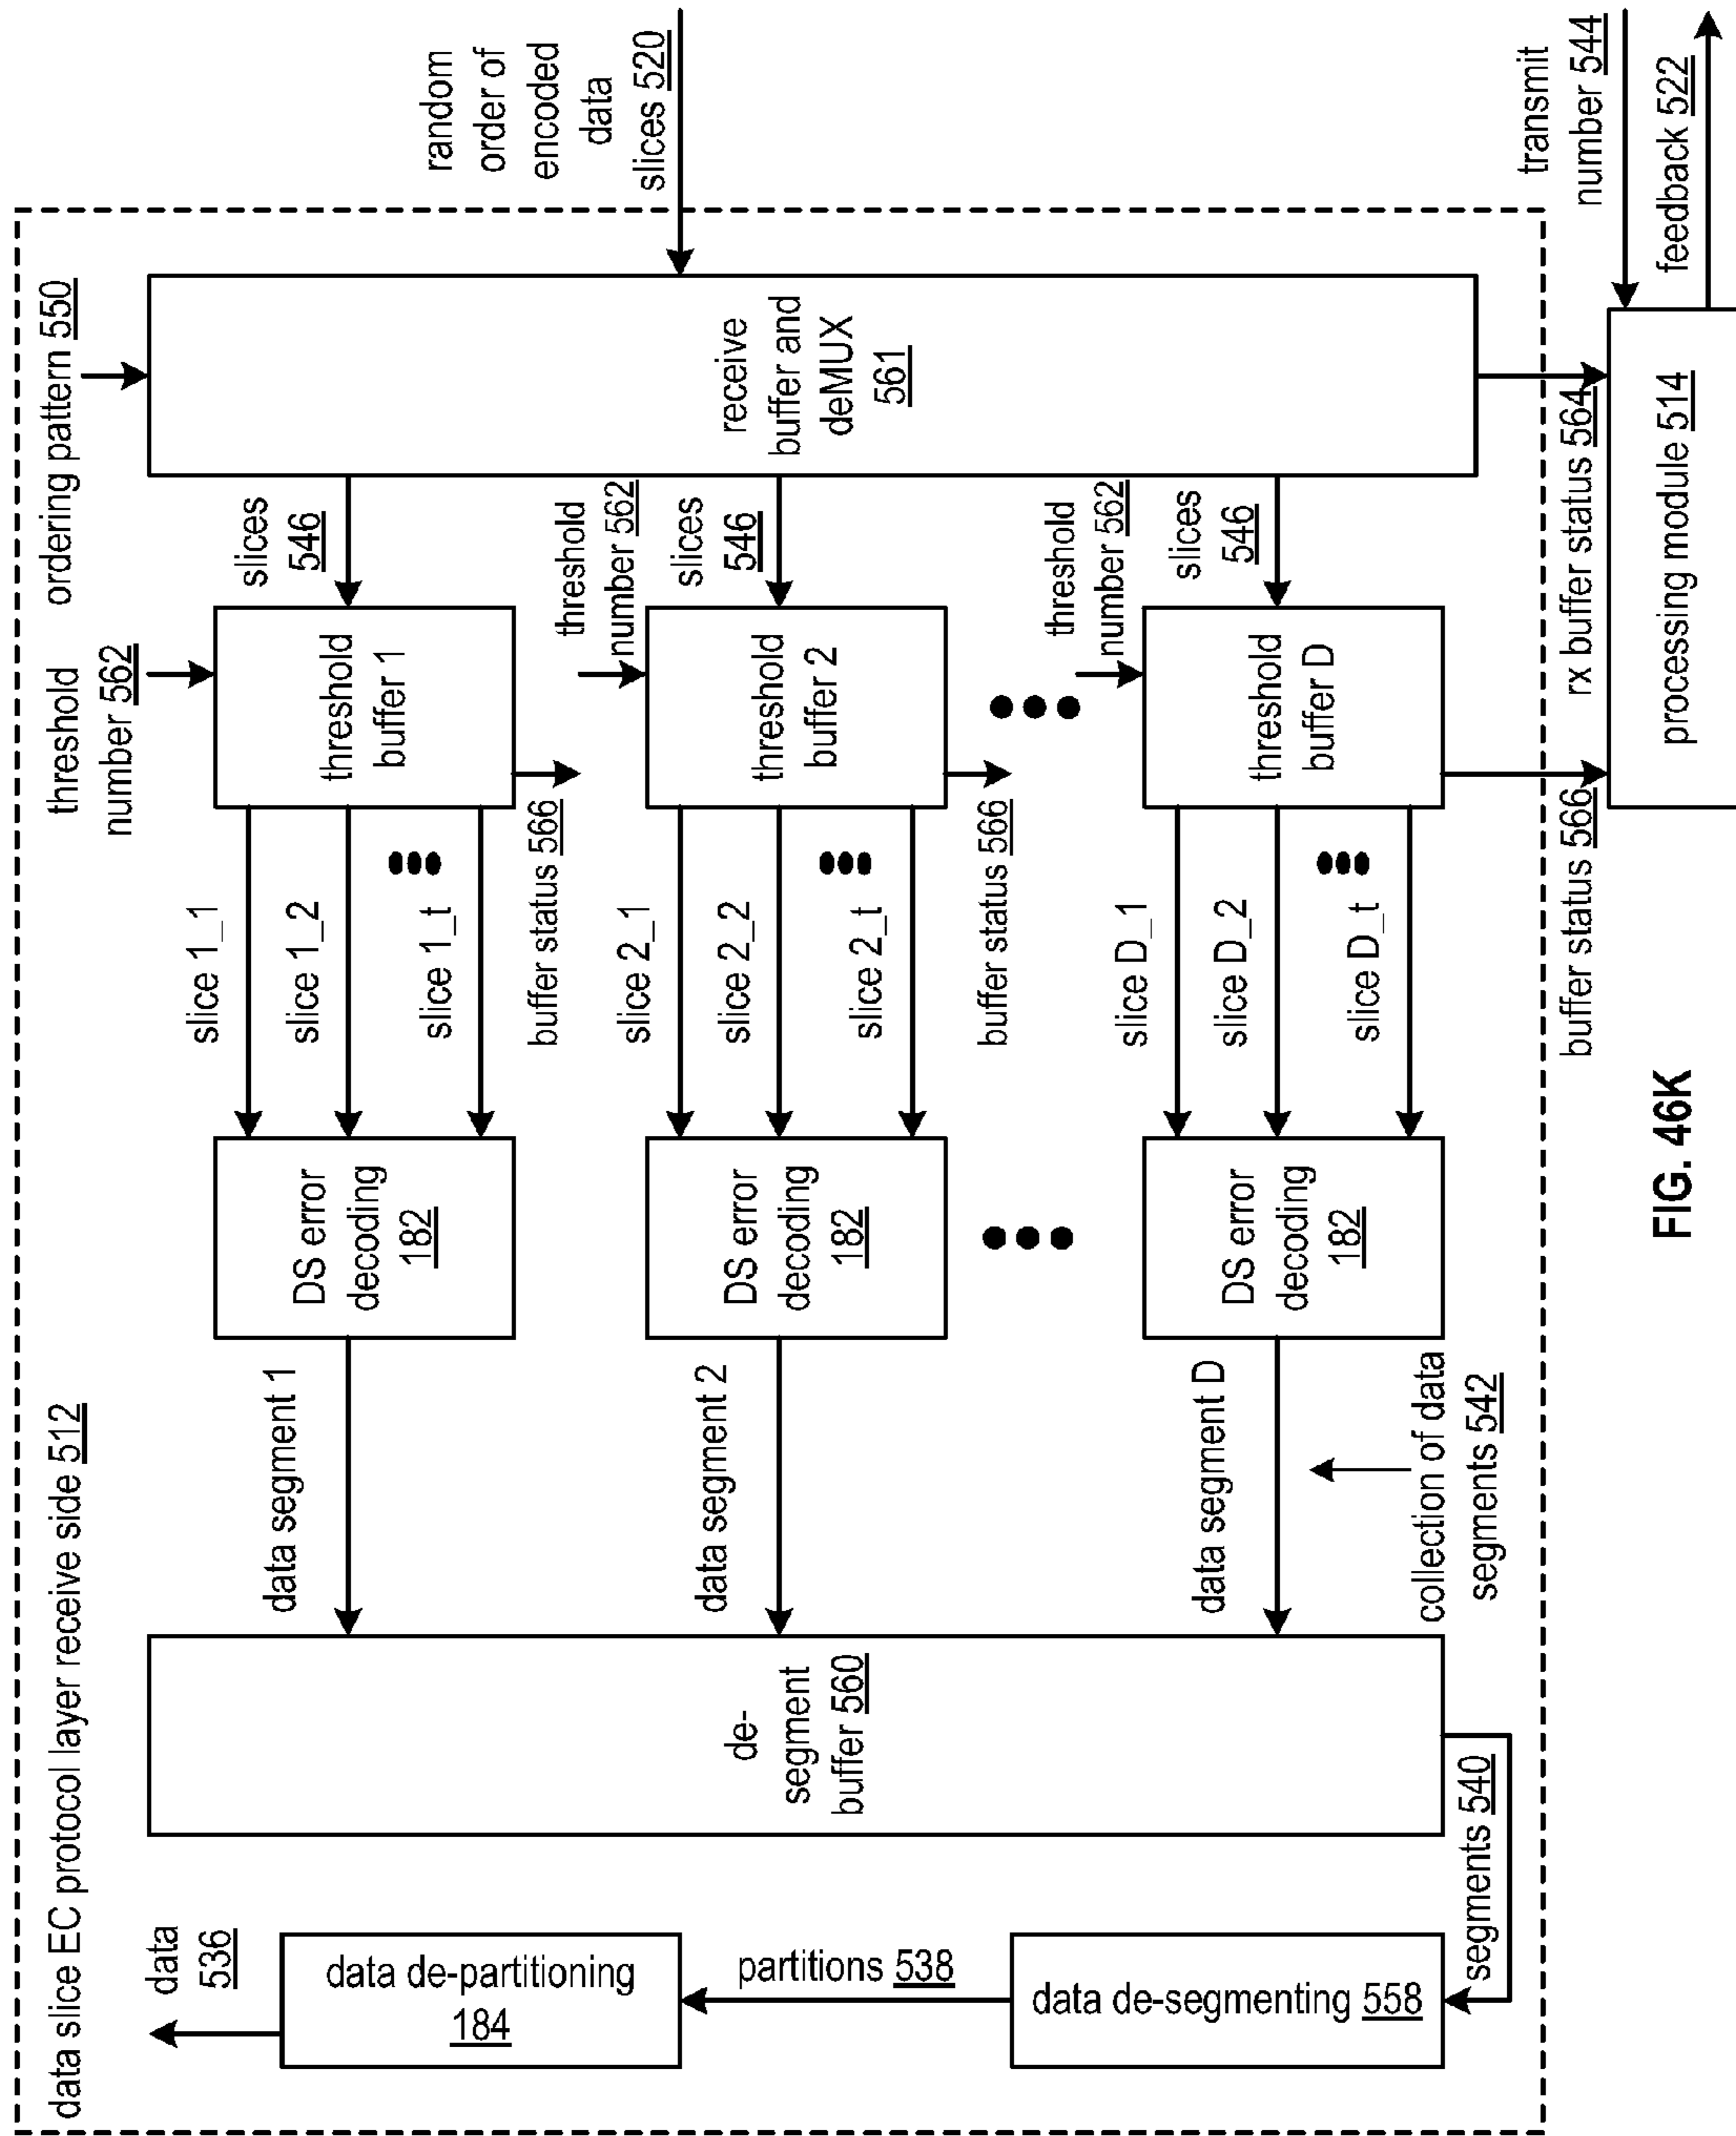 data slice EC protocol layer receive side 512
data
536
data de-partitioning
184
partitions 538
data de-segmenting 558
segments 540
de-
segment
buffer 560
data segment 1
data segment 2
data segment D
collection of data
segments 542
DS error
decoding
182
DS error
decoding
182
DS error
decoding
182
slice 1_1
slice 1_2
slice 1_t
buffer status 566
slice 2_1
slice 2_2
slice 2_t
buffer status 566
slice D_1
slice D_2
slice D_t
buffer status 566
threshold
number 562
threshold
buffer 1
threshold
number 562
threshold
buffer 2
threshold
number 562
threshold
buffer D
slices
546
slices
546
slices
546
ordering pattern 550
receive
buffer and
deMUX
561
random
order of
encoded
data
slices 520
rx buffer status 564
processing module 514
transmit
number 544
feedback 522
FIG. 46K